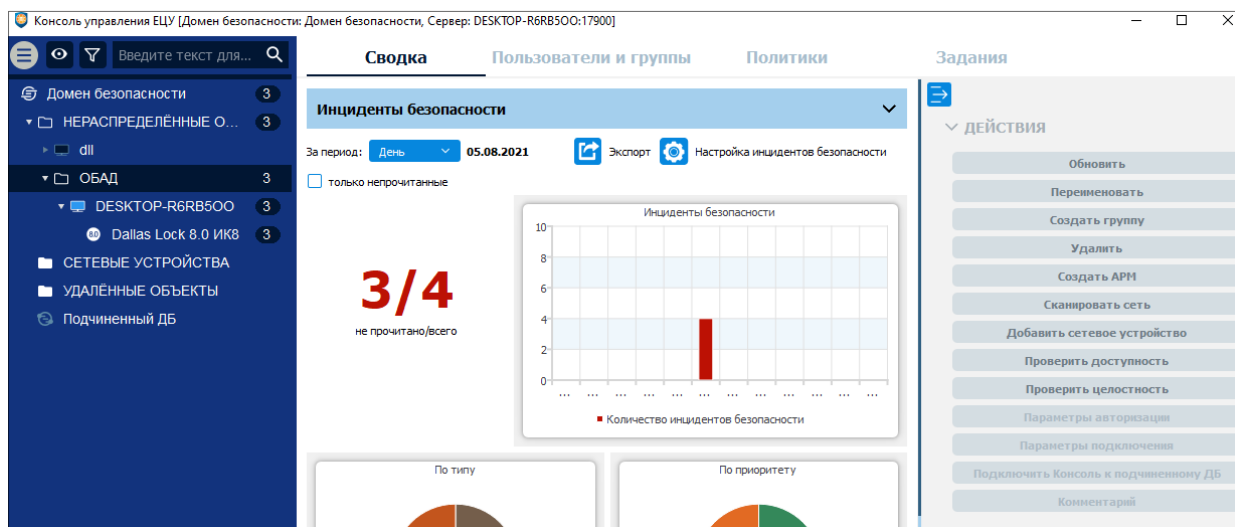 Консоль управления ЕЦУ [Домен безопасности: Домен безопасности, Сервер: DESKTOP-R6RB5OO:17900]
Введите текст для...
Сводка
Пользователи и группы
Политики
Задания
Домен безопасности 3
НЕРАСПРЕДЕЛЁННЫЕ О... 3
dll
ОБАД 3
DESKTOP-R6RB5OO 3
8.0 Dallas Lock 8.0 ИК8 3
СЕТЕВЫЕ УСТРОЙСТВА
УДАЛЁННЫЕ ОБЪЕКТЫ
Подчиненный ДБ
Инциденты безопасности
За период: День 05.08.2021 Экспорт Настройка инцидентов безопасности
только непрочитанные
3/4
не прочитано/всего
Инциденты безопасности
10
8
6
4
2
0
... ... ... ... ... ... ... ... ... ... ... ...
Количество инцидентов безопасности
По типу
По приоритету
ДЕЙСТВИЯ
Обновить
Переименовать
Создать группу
Удалить
Создать АРМ
Сканировать сеть
Добавить сетевое устройство
Проверить доступность
Проверить целостность
Параметры авторизации
Параметры подключения
Подключить Консоль к подчиненному ДБ
Комментарий